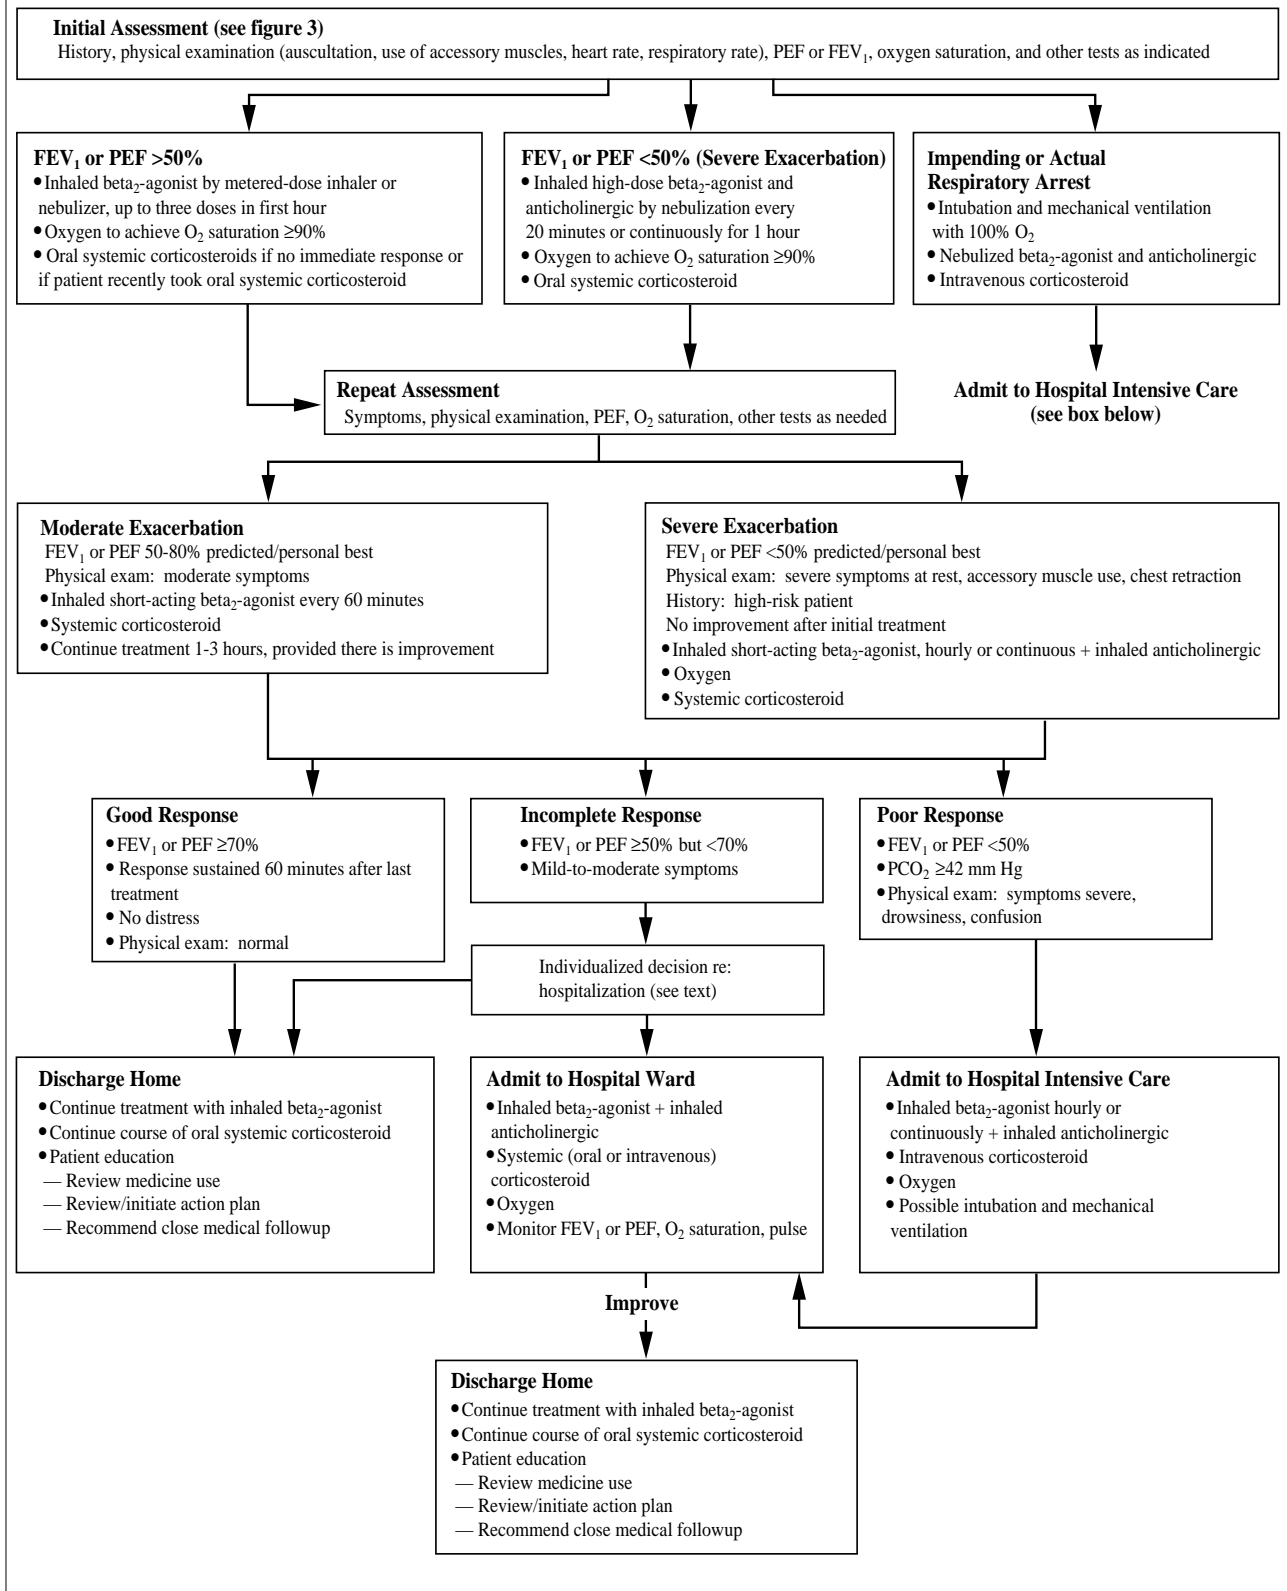 Initial Assessment (see figure 3)
History, physical examination (auscultation, use of accessory muscles, heart rate, respiratory rate), PEF or FEV₁, oxygen saturation, and other tests as indicated
FEV₁ or PEF >50%
• Inhaled beta₂-agonist by metered-dose inhaler or
nebulizer, up to three doses in first hour
• Oxygen to achieve O₂ saturation ≥90%
• Oral systemic corticosteroids if no immediate response or
if patient recently took oral systemic corticosteroid
FEV₁ or PEF <50% (Severe Exacerbation)
• Inhaled high-dose beta₂-agonist and
anticholinergic by nebulization every
20 minutes or continuously for 1 hour
• Oxygen to achieve O₂ saturation ≥90%
• Oral systemic corticosteroid
Impending or Actual
Respiratory Arrest
• Intubation and mechanical ventilation
with 100% O₂
• Nebulized beta₂-agonist and anticholinergic
• Intravenous corticosteroid
Repeat Assessment
Symptoms, physical examination, PEF, O₂ saturation, other tests as needed
Admit to Hospital Intensive Care
(see box below)
Moderate Exacerbation
FEV₁ or PEF 50-80% predicted/personal best
Physical exam: moderate symptoms
• Inhaled short-acting beta₂-agonist every 60 minutes
• Systemic corticosteroid
• Continue treatment 1-3 hours, provided there is improvement
Severe Exacerbation
FEV₁ or PEF <50% predicted/personal best
Physical exam: severe symptoms at rest, accessory muscle use, chest retraction
History: high-risk patient
No improvement after initial treatment
• Inhaled short-acting beta₂-agonist, hourly or continuous + inhaled anticholinergic
• Oxygen
• Systemic corticosteroid
Good Response
• FEV₁ or PEF ≥70%
• Response sustained 60 minutes after last
treatment
• No distress
• Physical exam: normal
Incomplete Response
• FEV₁ or PEF ≥50% but <70%
• Mild-to-moderate symptoms
Poor Response
• FEV₁ or PEF <50%
• PCO₂ ≥42 mm Hg
• Physical exam: symptoms severe,
drowsiness, confusion
Individualized decision re:
hospitalization (see text)
Discharge Home
• Continue treatment with inhaled beta₂-agonist
• Continue course of oral systemic corticosteroid
• Patient education
— Review medicine use
— Review/initiate action plan
— Recommend close medical followup
Admit to Hospital Ward
• Inhaled beta₂-agonist + inhaled
anticholinergic
• Systemic (oral or intravenous)
corticosteroid
• Oxygen
• Monitor FEV₁ or PEF, O₂ saturation, pulse
Admit to Hospital Intensive Care
• Inhaled beta₂-agonist hourly or
continuously + inhaled anticholinergic
• Intravenous corticosteroid
• Oxygen
• Possible intubation and mechanical
ventilation
Improve
Discharge Home
• Continue treatment with inhaled beta₂-agonist
• Continue course of oral systemic corticosteroid
• Patient education
— Review medicine use
— Review/initiate action plan
— Recommend close medical followup